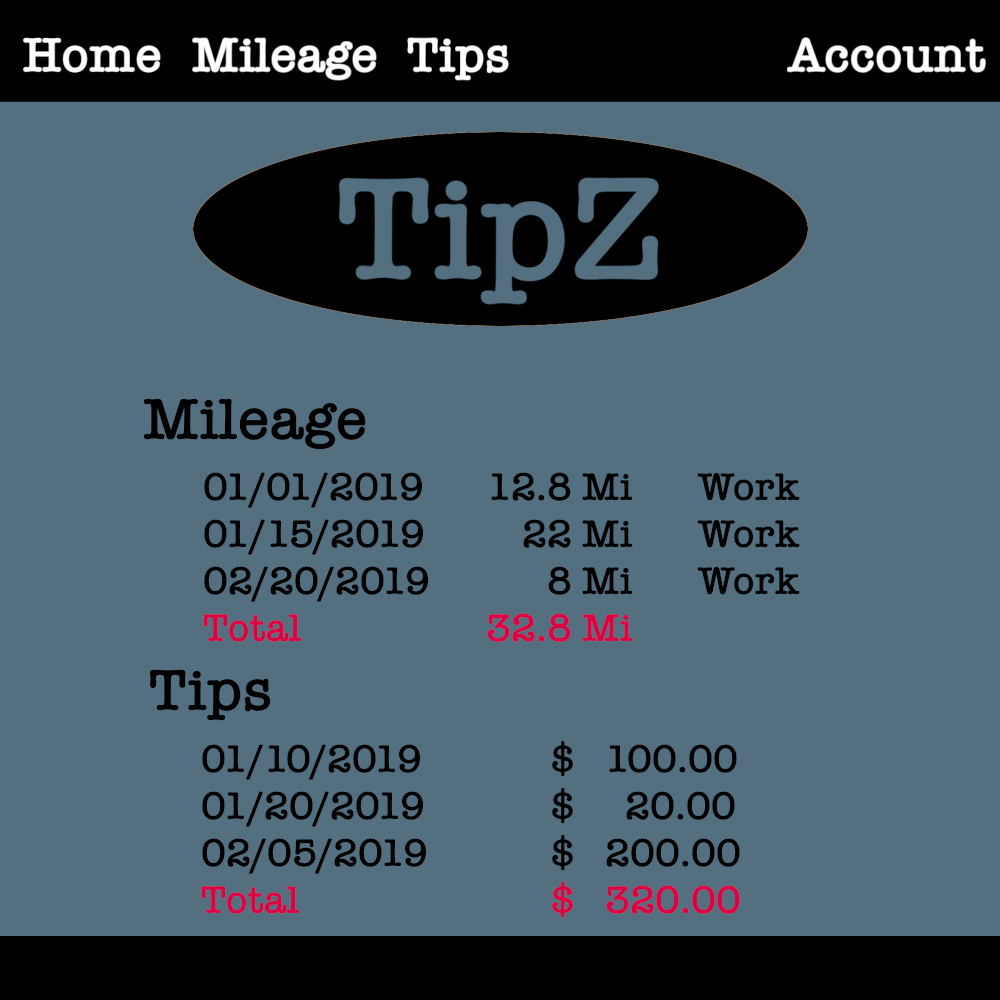 Home Mileage Tips Account
TipZ
Mileage
01/01/2019 12.8 Mi Work
01/15/2019 22 Mi Work
02/20/2019 8 Mi Work
Total 32.8 Mi
Tips
01/10/2019 $ 100.00
01/20/2019 $ 20.00
02/05/2019 $ 200.00
Total $ 320.00